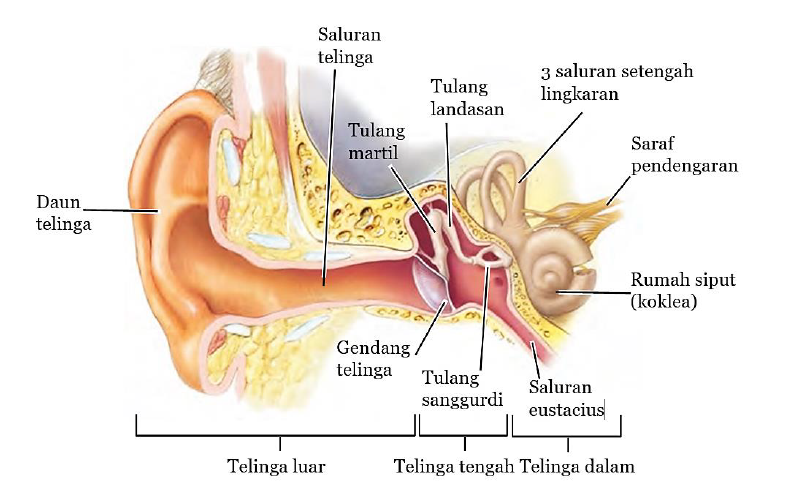 Saluran
telinga
3 saluran setengah
lingkaran
Tulang
landasan
Tulang
martil
Saraf
pendengaran
Daun
telinga
Rumah siput
(koklea)
Gendang
telinga
Tulang
sanggurdi
Saluran
eustacius
Telinga luar
Telinga tengah
Telinga dalam